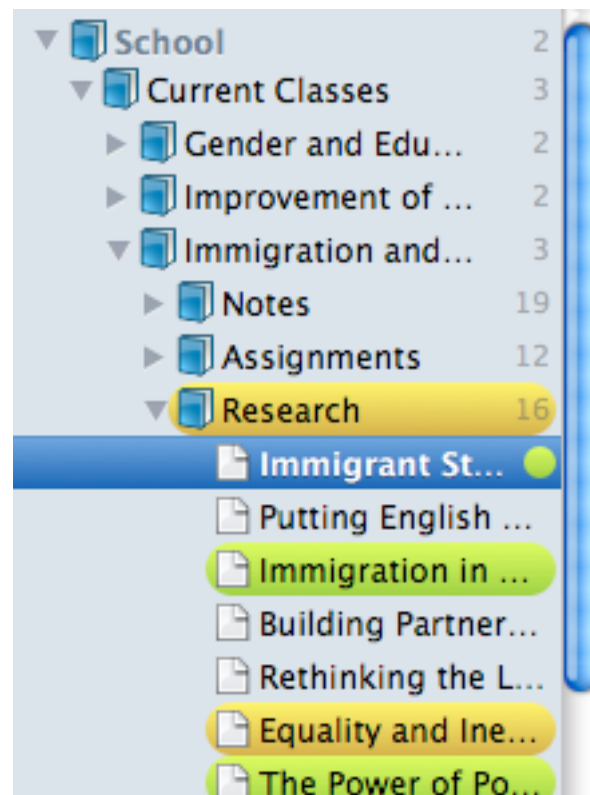 School 2
Current Classes 3
Gender and Edu... 2
Improvement of ... 2
Immigration and... 3
Notes 19
Assignments 12
Research 16
Immigrant St...
Putting English ...
Immigration in ...
Building Partner...
Rethinking the L...
Equality and Ine...
The Power of Po...